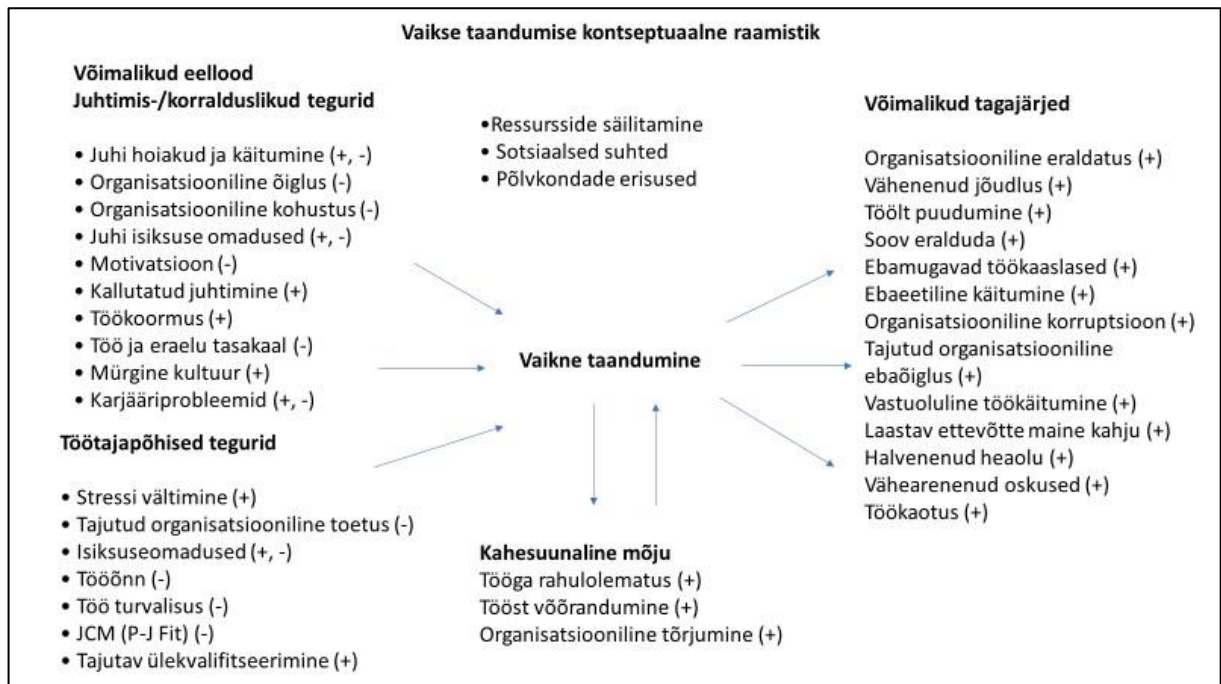 Vaikse taandumise kontseptuaalne raamistik
Võimalikud eellood
Juhtimis-/korralduslikud tegurid
• Juhi hoiakud ja käitumine (+, -)
• Organisatsiooniline õiglus (-)
• Organisatsiooniline kohustus (-)
• Juhi isiksuse omadused (+, -)
• Motivatsioon (-)
• Kallutatud juhtimine (+)
• Töökoormus (+)
• Töö ja eraelu tasakaal (-)
• Mürgine kultuur (+)
• Karjääriprobleemid (+, -)
Töötajapõhised tegurid
• Stressi vältimine (+)
• Tajutud organisatsiooniline toetus (-)
• Isiksuseomadused (+, -)
• Tööõnn (-)
• Töö turvalisus (-)
• JCM (P-J Fit) (-)
• Tajutav ülekvalifitseerimine (+)
•Ressursside säilitamine
• Sotsiaalsed suhted
• Põlvkondade erisused
Vaikne taandumine
Kahesuunaline mõju
Tööga rahulolematus (+)
Tööst võõrandumine (+)
Organisatsiooniline tõrjumine (+)
Võimalikud tagajärjed
Organisatsiooniline eraldatus (+)
Vähenenud jõudlus (+)
Töölt puudumine (+)
Soov eralduda (+)
Ebamugavad töökaaslased (+)
Ebaeetiline käitumine (+)
Organisatsiooniline korruptsioon (+)
Tajutud organisatsiooniline
ebaõiglus (+)
Vastuoluline töökäitumine (+)
Laastav ettevõtte maine kahju (+)
Halvenenud heaolu (+)
Vähearenenud oskused (+)
Töökaotus (+)